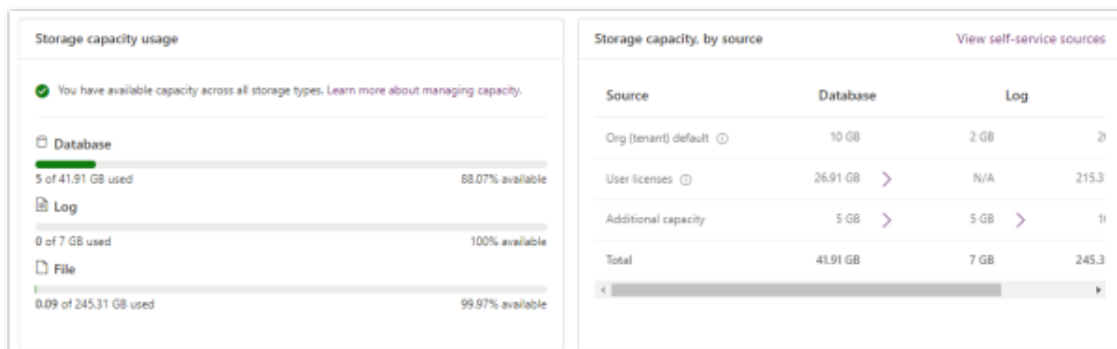 Storage capacity usage
You have available capacity across all storage types. Learn more about managing capacity.
Database
5 of 41.91 GB used 88.07% available
Log
0 of 7 GB used 100% available
File
0.09 of 245.31 GB used 99.97% available
Storage capacity, by source View self-service sources
Source Database Log
Org (tenant) default 10 GB 2 GB
User licenses 26.91 GB N/A 215.3
Additional capacity 5 GB 5 GB
Total 41.91 GB 7 GB 245.3